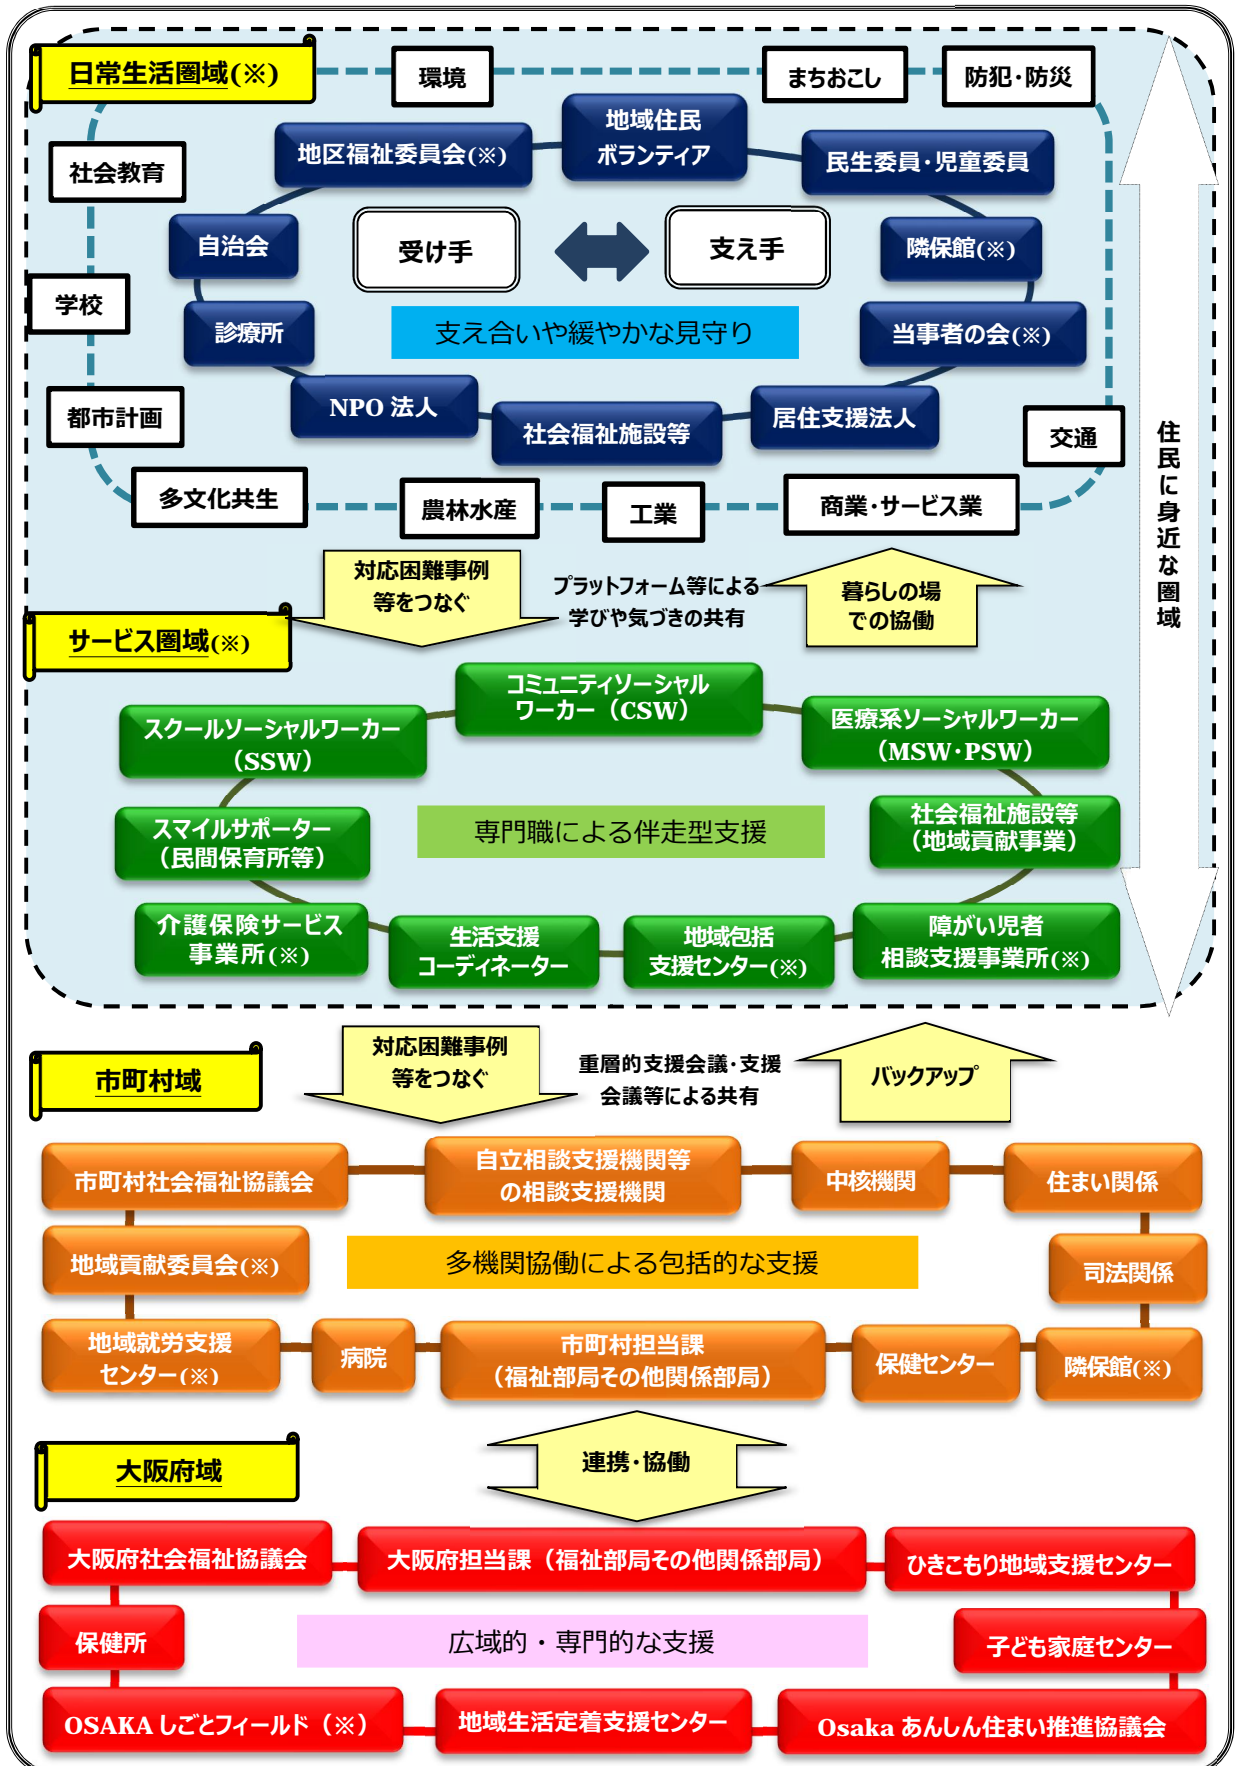 日常生活圏域(※)
環境
まちおこし
防犯・防災
地域住民
ボランティア
地区福祉委員会(※)
民生委員・児童委員
社会教育
自治会
受け手
支え手
隣保館(※)
学校
診療所
支え合いや緩やかな見守り
当事者の会(※)
都市計画
NPO 法人
社会福祉施設等
居住支援法人
交通
多文化共生
農林水産
工業
商業・サービス業
住民に身近な圏域
対応困難事例
等をつなぐ
プラットフォーム等による
学びや気づきの共有
暮らしの場
での協働
サービス圏域(※)
コミュニティソーシャル
ワーカー（CSW）
スクールソーシャルワーカー
（SSW）
医療系ソーシャルワーカー
（MSW・PSW）
スマイルサポーター
（民間保育所等）
専門職による伴走型支援
社会福祉施設等
（地域貢献事業）
介護保険サービス
事業所(※)
生活支援
コーディネーター
地域包括
支援センター(※)
障がい児者
相談支援事業所(※)
対応困難事例
等をつなぐ
重層的支援会議・支援
会議等による共有
バックアップ
市町村域
市町村社会福祉協議会
自立相談支援機関等
の相談支援機関
中核機関
住まい関係
地域貢献委員会(※)
多機関協働による包括的な支援
司法関係
地域就労支援
センター(※)
病院
市町村担当課
（福祉部局その他関係部局）
保健センター
隣保館(※)
連携・協働
大阪府域
大阪府社会福祉協議会
大阪府担当課（福祉部局その他関係部局）
ひきこもり地域支援センター
保健所
広域的・専門的な支援
子ども家庭センター
OSAKA しごとフィールド（※）
地域生活定着支援センター
Osaka あんしん住まい推進協議会